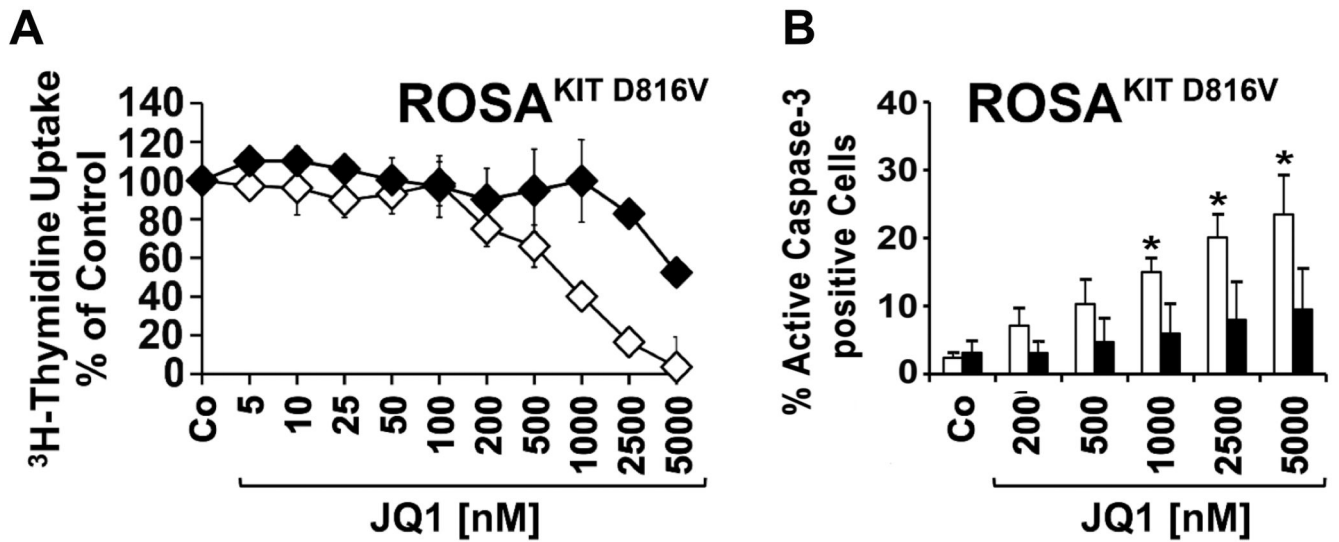 A
ROSA^KIT D816V
³H-Thymidine Uptake
% of Control
140
120
100
80
60
40
20
0
Co
5
10
25
50
100
200
500
1000
2500
5000
JQ1 [nM]
B
ROSA^KIT D816V
% Active Caspase-3
positive Cells
40
30
20
10
0
*
*
*
Co
200
500
1000
2500
5000
JQ1 [nM]